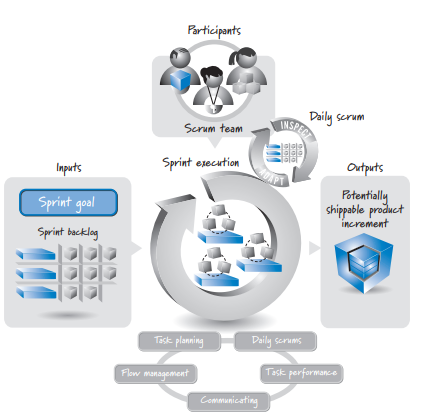 Participants
Scrum team
Daily scrum
INSPECT
ADAPT
Inputs
Sprint execution
Outputs
Sprint goal
Sprint backlog
Potentially
shippable product
increment
Task planning
Daily scrums
Flow management
Task performance
Communicating